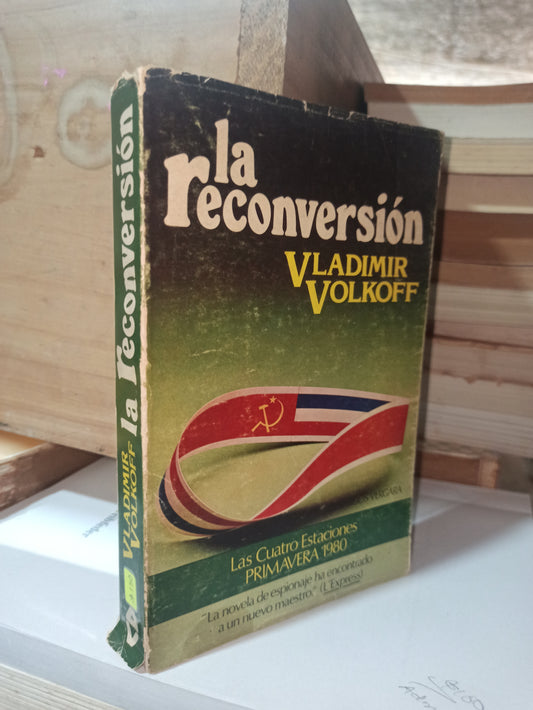 la
reconversión
VLADIMIR
VOLKOFF
VERGARA
Las Cuatro Estaciones
PRIMAVERA 1980
"La novela de espionaje ha encontrado
a un nuevo maestro." (L'Express)
la reconversión
VLADIMIR
VOLKOFF